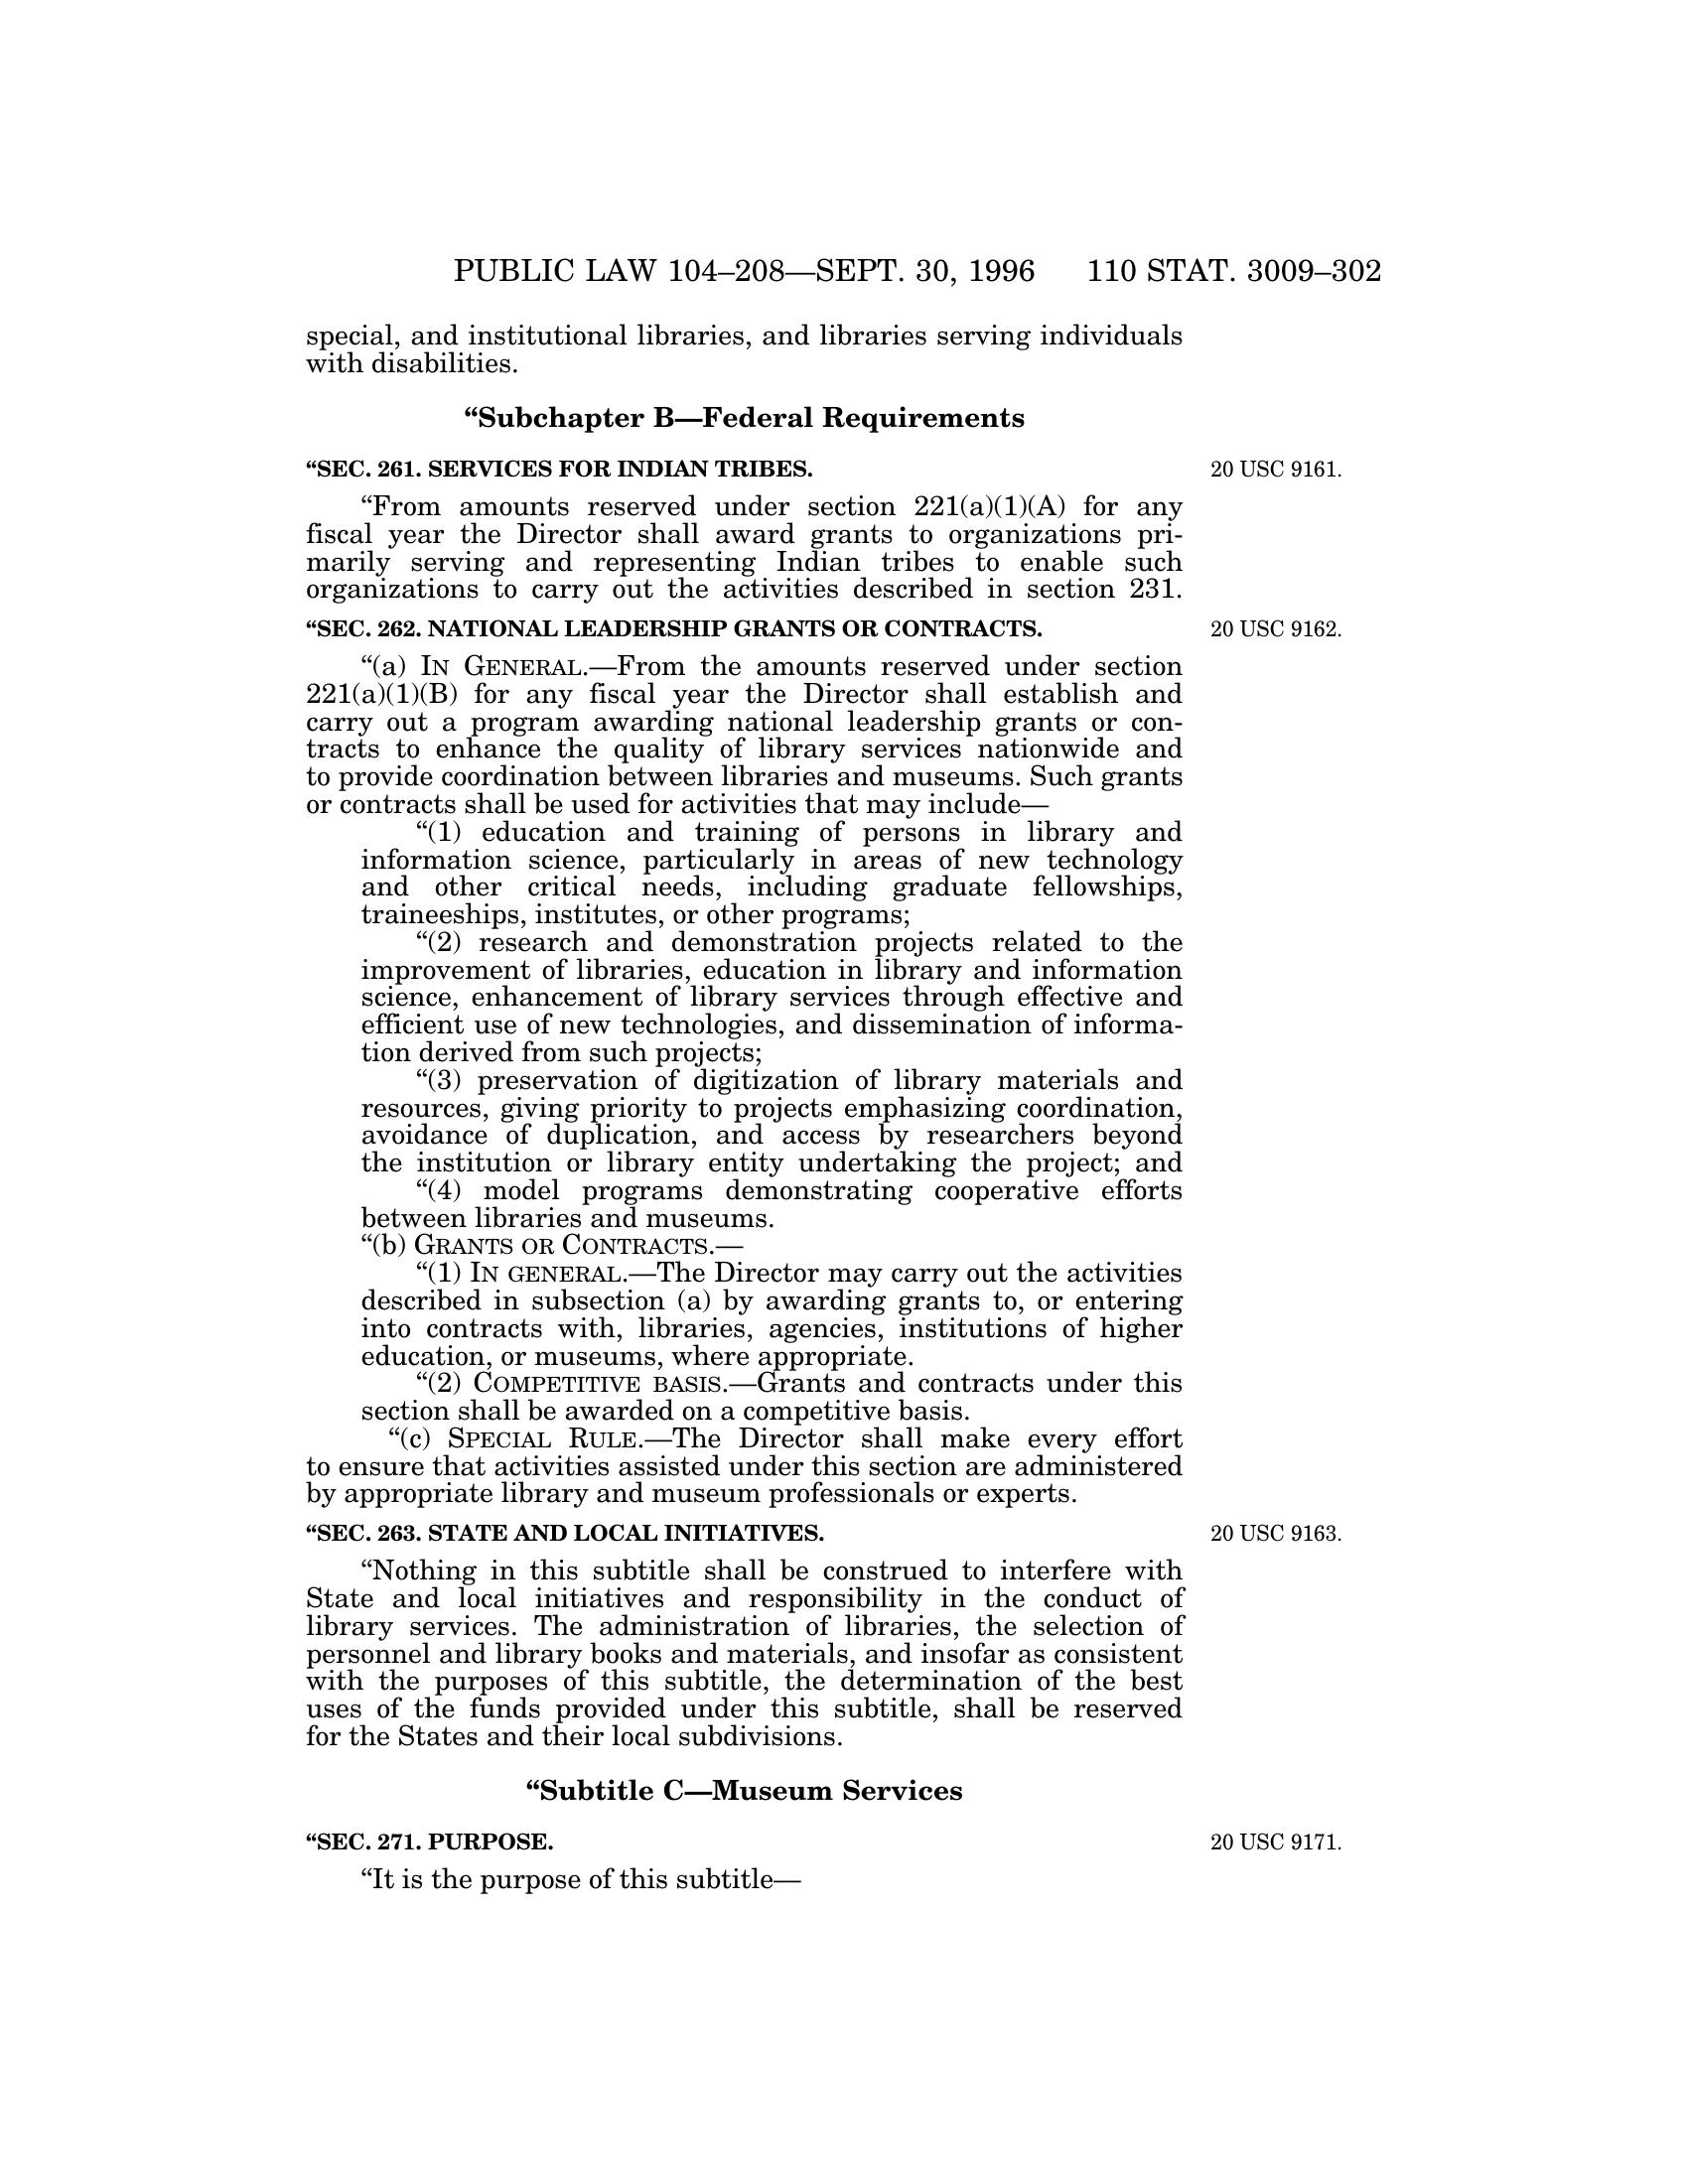 PUBLIC LAW 104–208—SEPT. 30, 1996 110 STAT. 3009–302
special, and institutional libraries, and libraries serving individuals
with disabilities.
“Subchapter B—Federal Requirements
“SEC. 261. SERVICES FOR INDIAN TRIBES. 20 USC 9161.
“From amounts reserved under section 221(a)(1)(A) for any
fiscal year the Director shall award grants to organizations pri-
marily serving and representing Indian tribes to enable such
organizations to carry out the activities described in section 231.
“SEC. 262. NATIONAL LEADERSHIP GRANTS OR CONTRACTS. 20 USC 9162.
“(a) IN GENERAL.—From the amounts reserved under section
221(a)(1)(B) for any fiscal year the Director shall establish and
carry out a program awarding national leadership grants or con-
tracts to enhance the quality of library services nationwide and
to provide coordination between libraries and museums. Such grants
or contracts shall be used for activities that may include—
“(1) education and training of persons in library and
information science, particularly in areas of new technology
and other critical needs, including graduate fellowships,
traineeships, institutes, or other programs;
“(2) research and demonstration projects related to the
improvement of libraries, education in library and information
science, enhancement of library services through effective and
efficient use of new technologies, and dissemination of informa-
tion derived from such projects;
“(3) preservation of digitization of library materials and
resources, giving priority to projects emphasizing coordination,
avoidance of duplication, and access by researchers beyond
the institution or library entity undertaking the project; and
“(4) model programs demonstrating cooperative efforts
between libraries and museums.
“(b) GRANTS OR CONTRACTS.—
“(1) IN GENERAL.—The Director may carry out the activities
described in subsection (a) by awarding grants to, or entering
into contracts with, libraries, agencies, institutions of higher
education, or museums, where appropriate.
“(2) COMPETITIVE BASIS.—Grants and contracts under this
section shall be awarded on a competitive basis.
“(c) SPECIAL RULE.—The Director shall make every effort
to ensure that activities assisted under this section are administered
by appropriate library and museum professionals or experts.
“SEC. 263. STATE AND LOCAL INITIATIVES. 20 USC 9163.
“Nothing in this subtitle shall be construed to interfere with
State and local initiatives and responsibility in the conduct of
library services. The administration of libraries, the selection of
personnel and library books and materials, and insofar as consistent
with the purposes of this subtitle, the determination of the best
uses of the funds provided under this subtitle, shall be reserved
for the States and their local subdivisions.
“Subtitle C—Museum Services
“SEC. 271. PURPOSE. 20 USC 9171.
“It is the purpose of this subtitle—